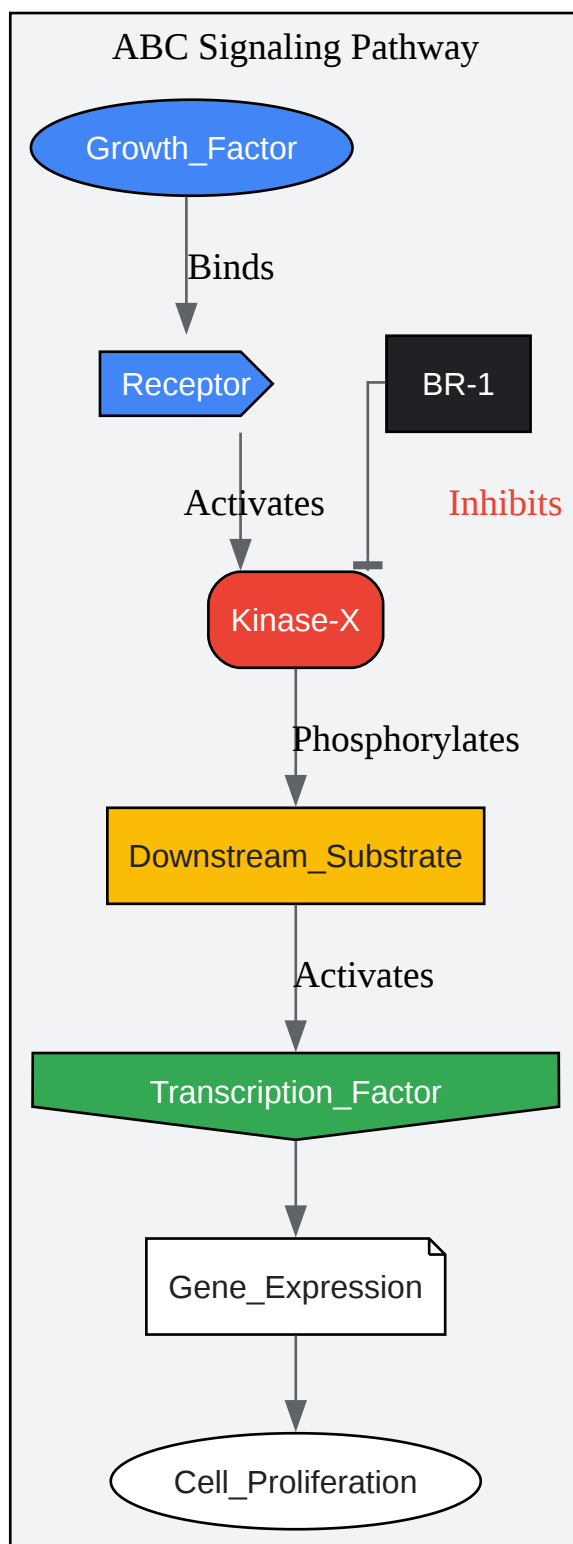 ABC Signaling Pathway
Growth_Factor
Binds
Receptor
BR-1
Activates
Inhibits
Kinase-X
Phosphorylates
Downstream_Substrate
Activates
Transcription_Factor
Gene_Expression
Cell_Proliferation